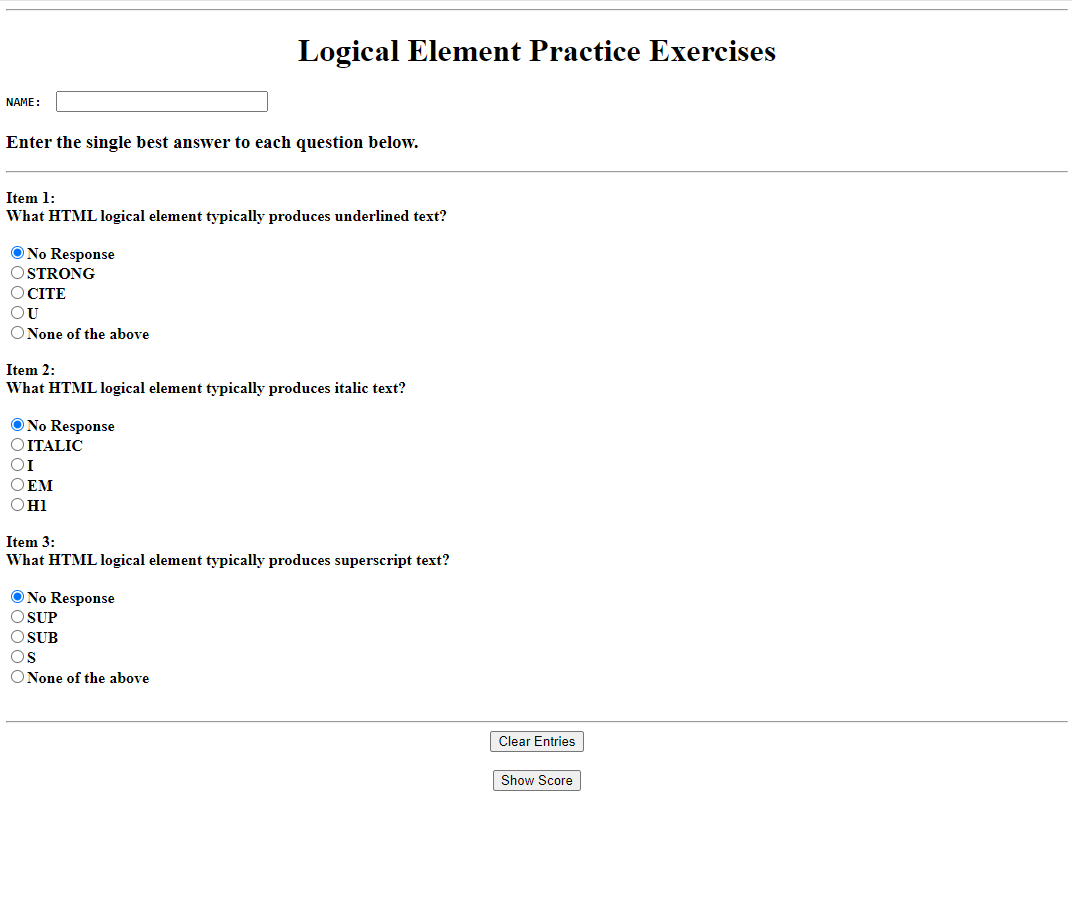 Logical Element Practice Exercises
NAME:
Enter the single best answer to each question below.
Item 1:
What HTML logical element typically produces underlined text?
No Response
STRONG
CITE
U
None of the above
Item 2:
What HTML logical element typically produces italic text?
No Response
ITALIC
I
EM
H1
Item 3:
What HTML logical element typically produces superscript text?
No Response
SUP
SUB
S
None of the above
Clear Entries
Show Score